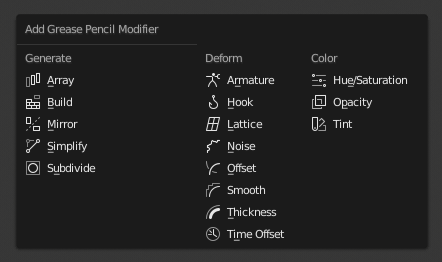 Add Grease Pencil Modifier
Generate
Array
Build
Mirror
Simplify
Subdivide
Deform
Armature
Hook
Lattice
Noise
Offset
Smooth
Thickness
Time Offset
Color
Hue/Saturation
Opacity
Tint